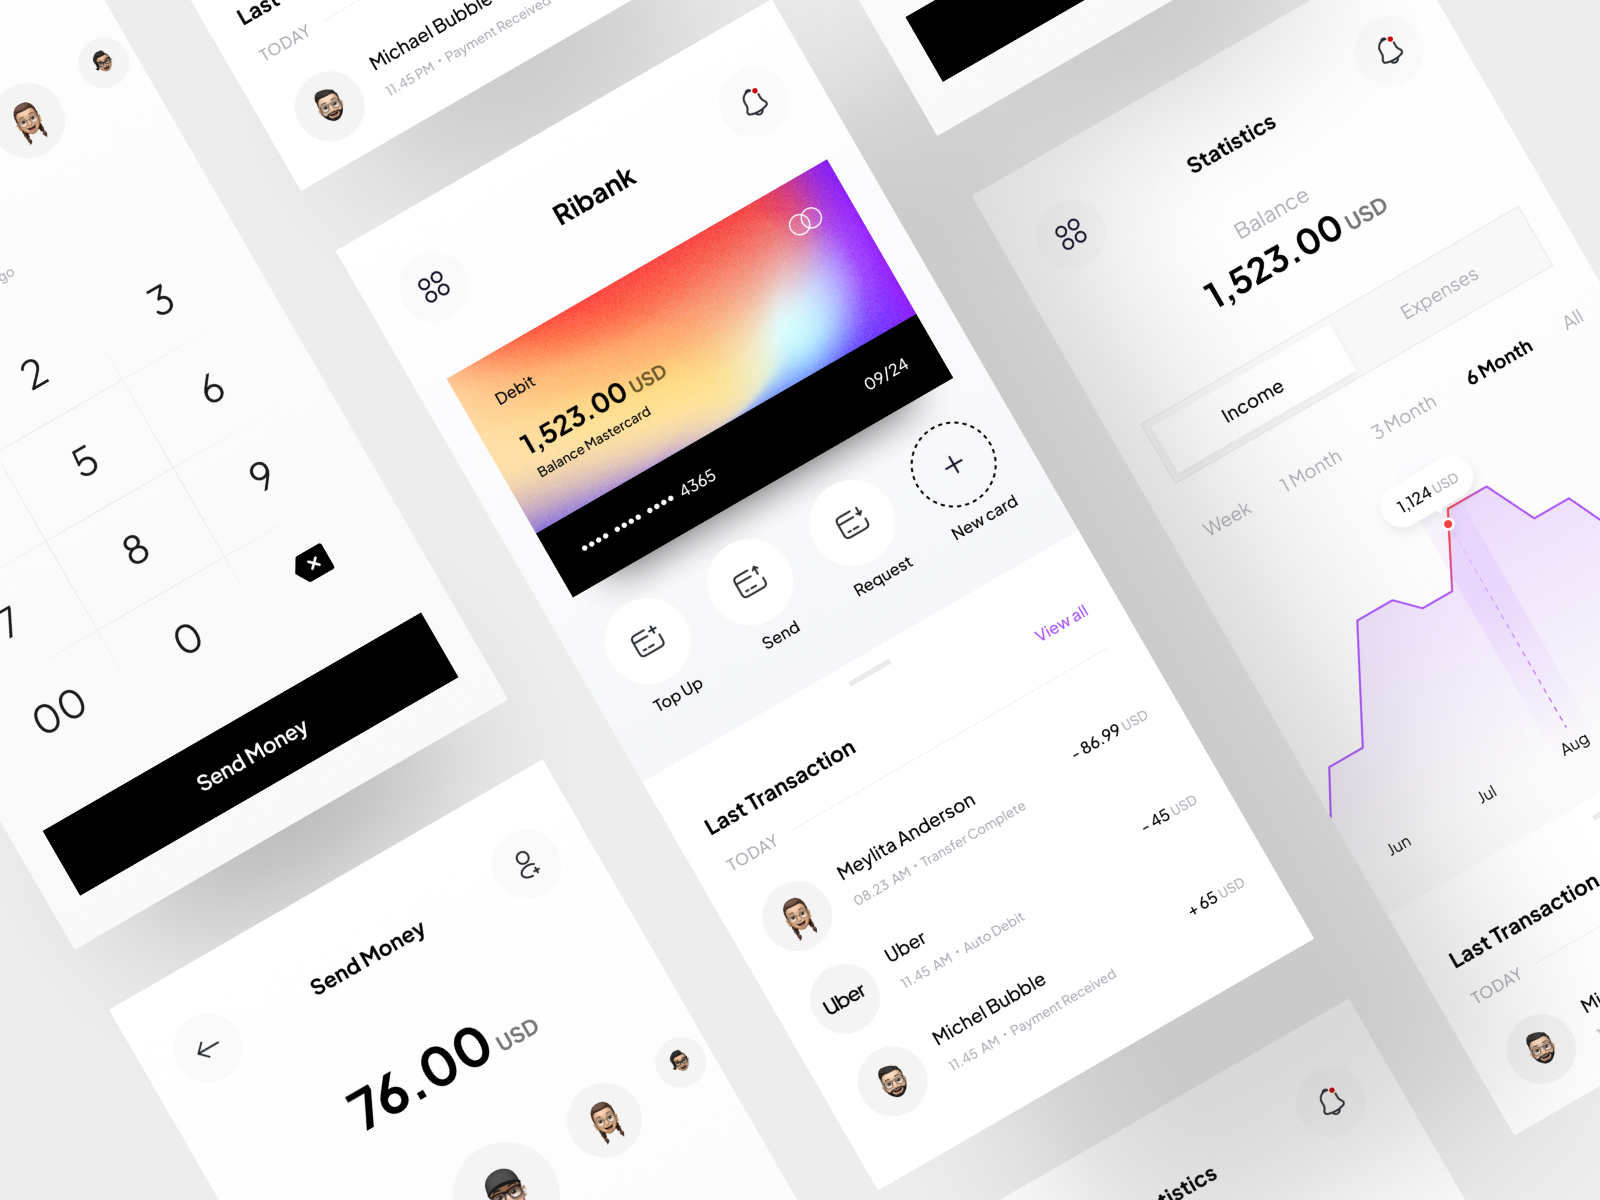 Last
TODAY
Michael Bubble
11.45 PM • Payment Received
go
2
3
5
6
7
8
9
00
0
Send Money
Send Money
76.00 USD
Ribank
Debit
1,523.00 USD
Balance Mastercard
•••• •••• •••• 4365
09/24
Top Up
Send
Request
New card
Last Transaction
View all
TODAY
Meylita Anderson
08.23 AM • Transfer Complete
-86.99 USD
Uber
Uber
11.45 AM • Auto Debit
-45 USD
Michel Bubble
11.45 AM • Payment Received
+65 USD
Statistics
Balance
1,523.00 USD
Income
Expenses
Week
1 Month
3 Month
6 Month
All
1,124 USD
Jun
Jul
Aug
Last Transaction
TODAY
Mi
tistics